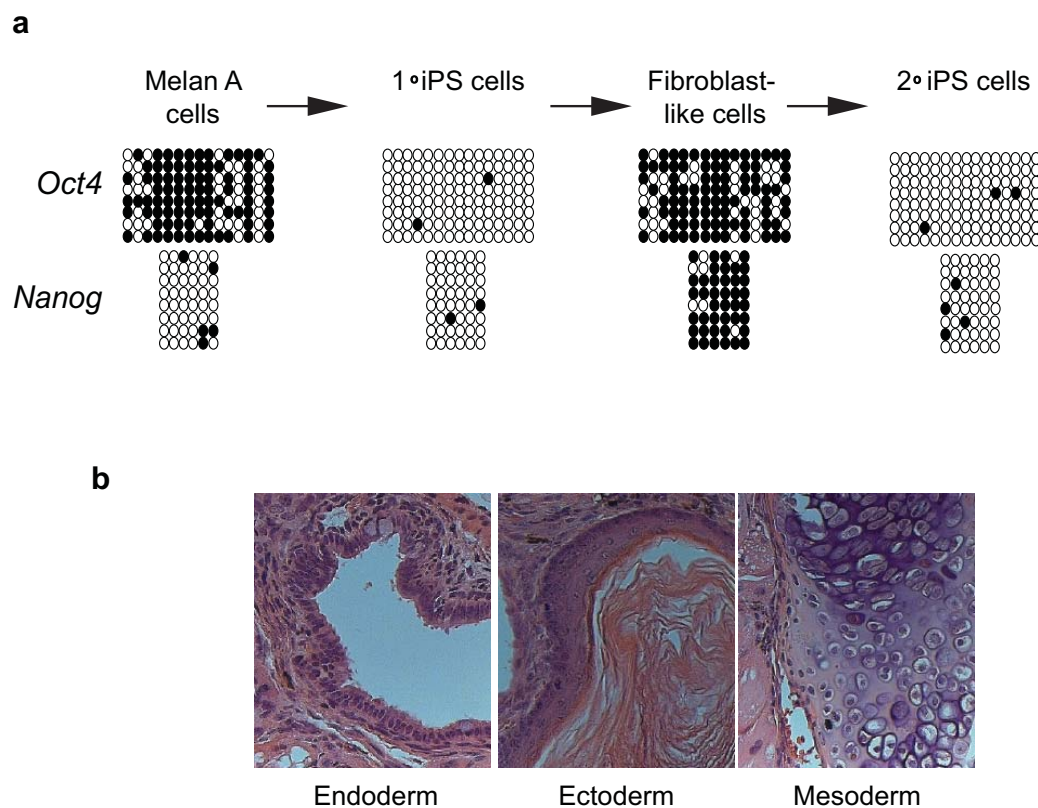 a
Melan A cells
1° iPS cells
Fibroblast-like cells
2° iPS cells
Oct4
Nanog
b
Endoderm
Ectoderm
Mesoderm